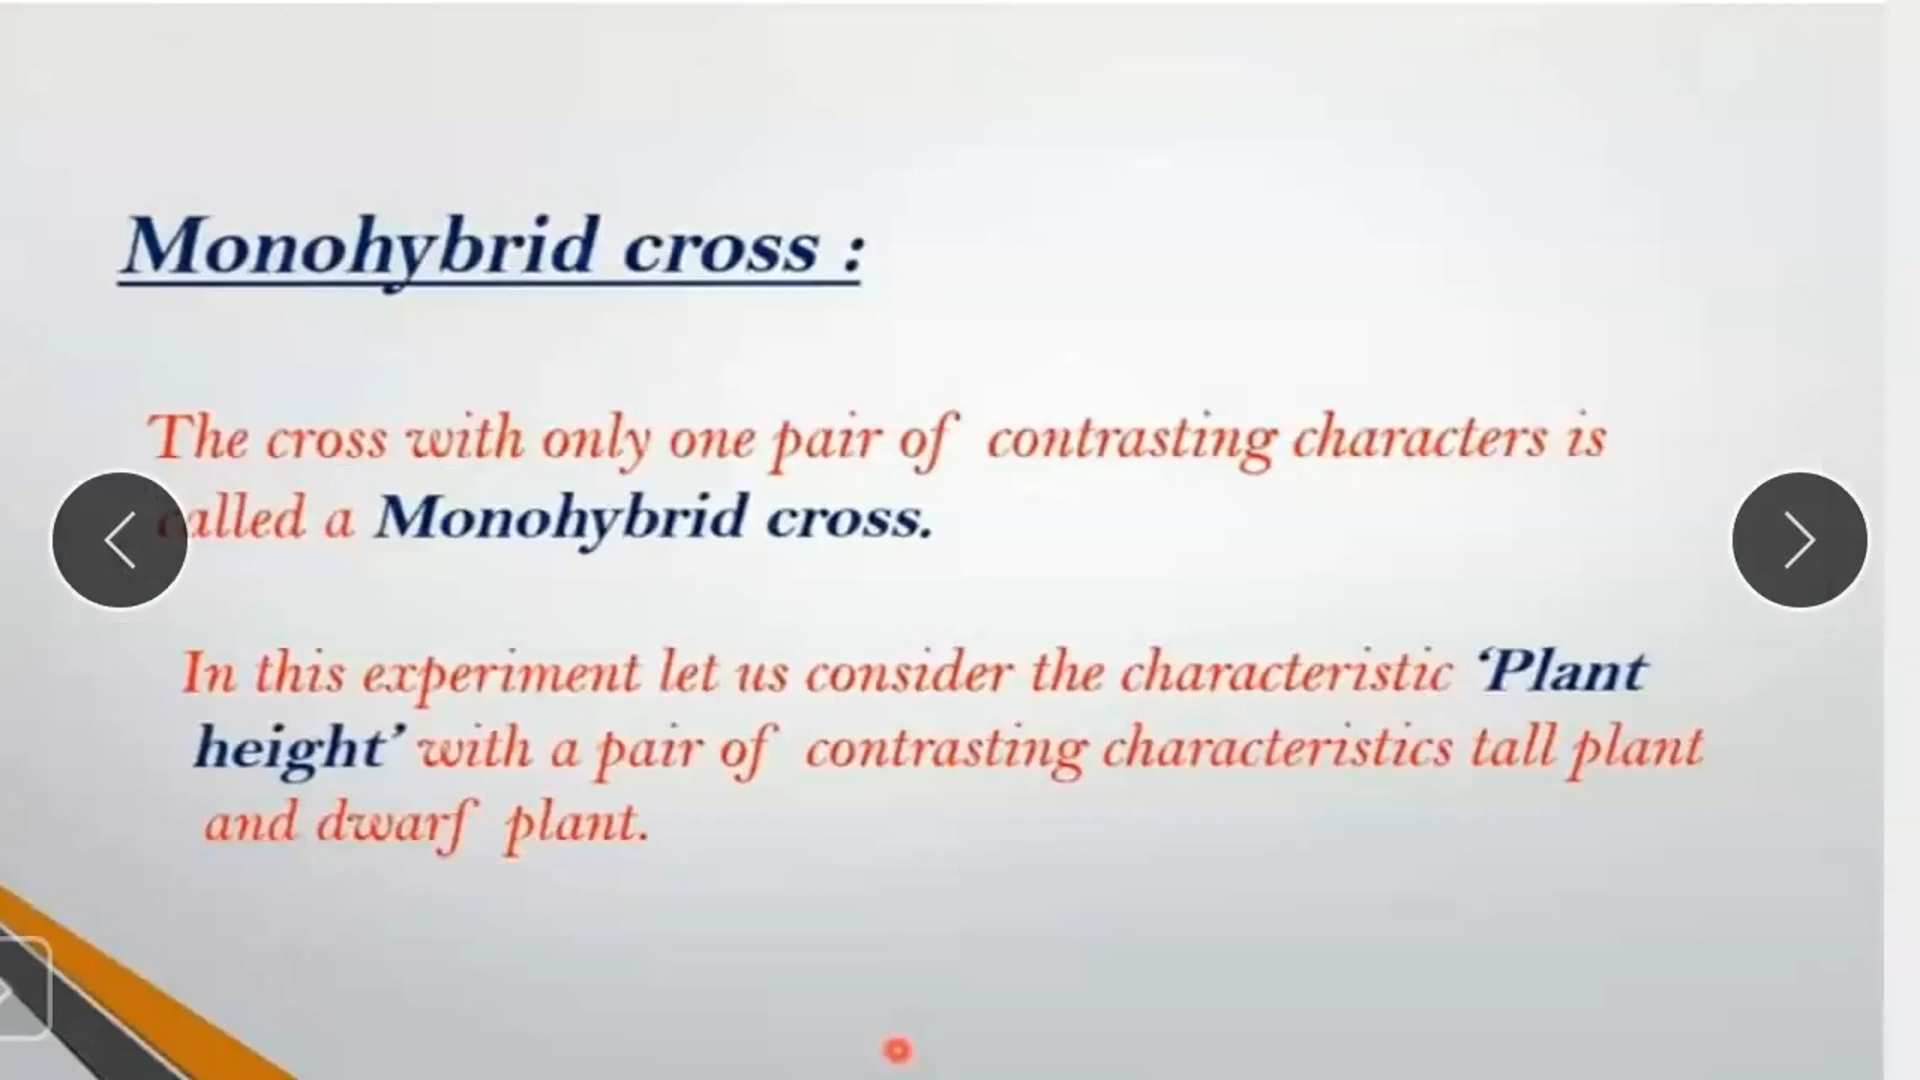 Monohybrid cross :
The cross with only one pair of contrasting characters is
called a Monohybrid cross.
In this experiment let us consider the characteristic ‘Plant
height’ with a pair of contrasting characteristics tall plant
and dwarf plant.